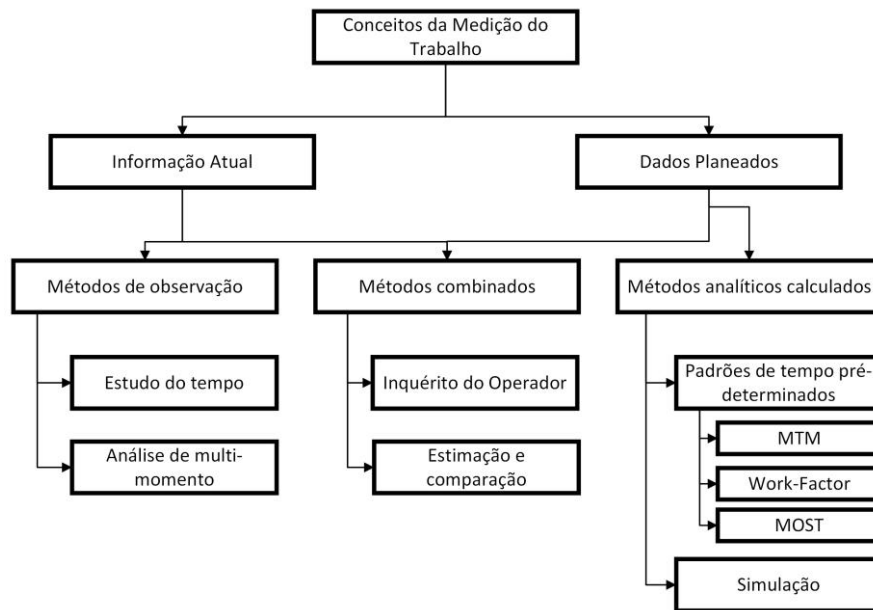 Conceitos da Medição do
Trabalho
Informação Atual
Dados Planeados
Métodos de observação
Métodos combinados
Métodos analíticos calculados
Estudo do tempo
Análise de multi-
momento
Inquérito do Operador
Estimação e
comparação
Padrões de tempo pré-
determinados
MTM
Work-Factor
MOST
Simulação